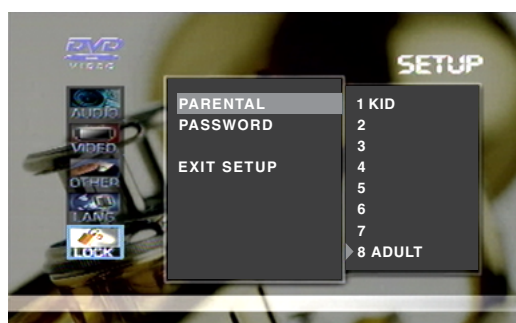 DVD
VIDEO
SETUP
AUDIO
VIDEO
OTHER
LANG
LOCK
PARENTAL
PASSWORD
EXIT SETUP
1 KID
2
3
4
5
6
7
8 ADULT